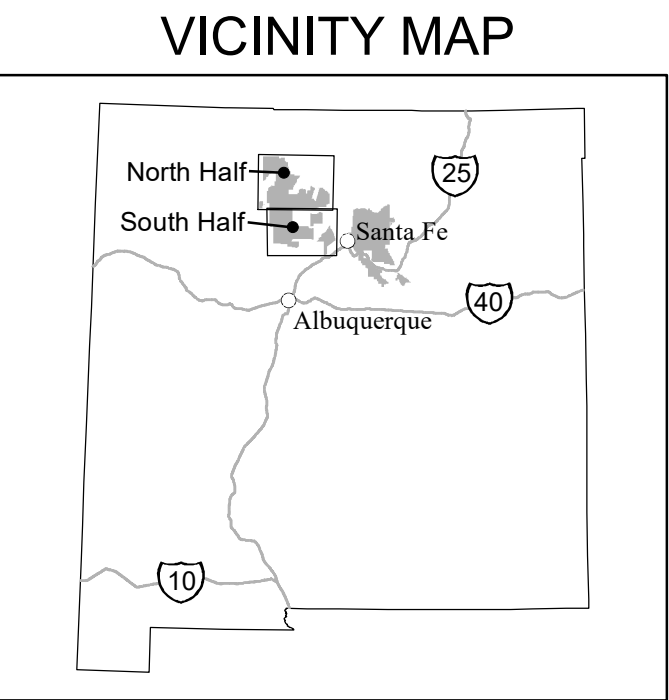 VICINITY MAP
North Half
25
South Half
Santa Fe
40
Albuquerque
10